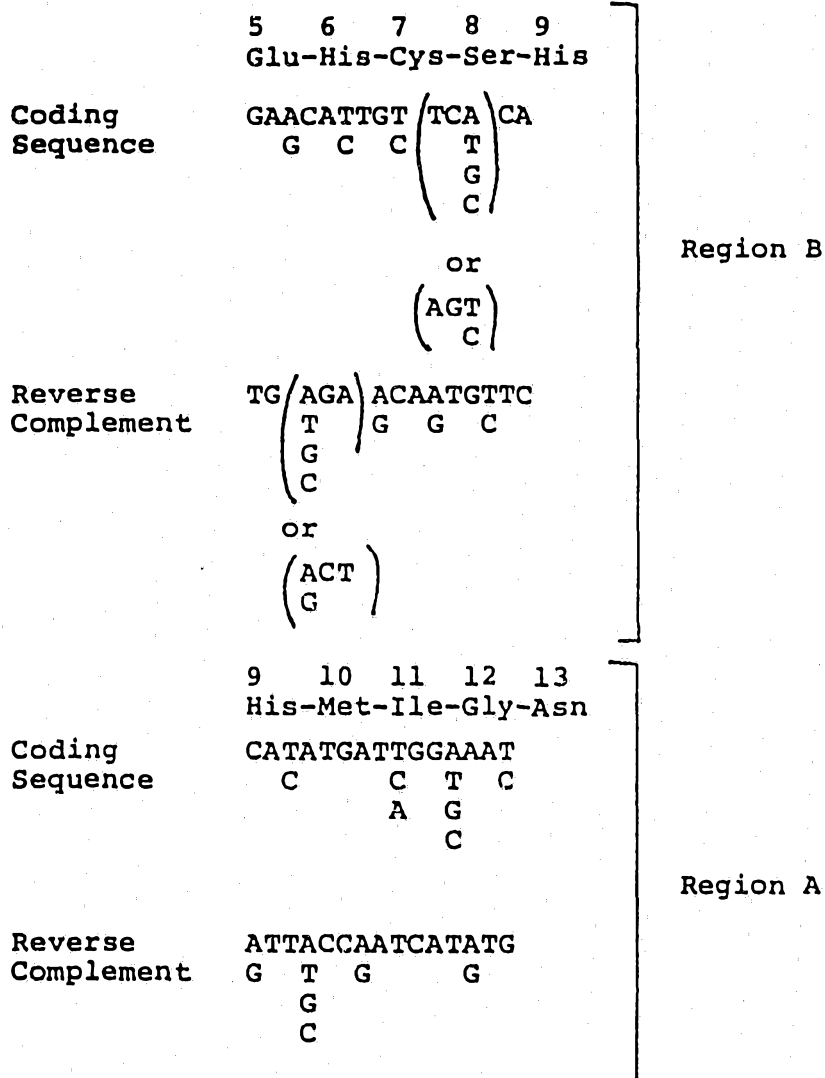 5 6 7 8 9
Glu-His-Cys-Ser-His
Coding GAACATTGT (TCA) CA
Sequence G C C T
G
C
or
(AGT)
C
Region B
Reverse TG (AGA) ACAATGTTC
Complement T G G C
G
C
or
(ACT)
G
9 10 11 12 13
His-Met-Ile-Gly-Asn
Coding CATATGATTGGAAAT
Sequence C C T C
A G
C
Region A
Reverse ATTACCAATCATATG
Complement G T G G
G
C